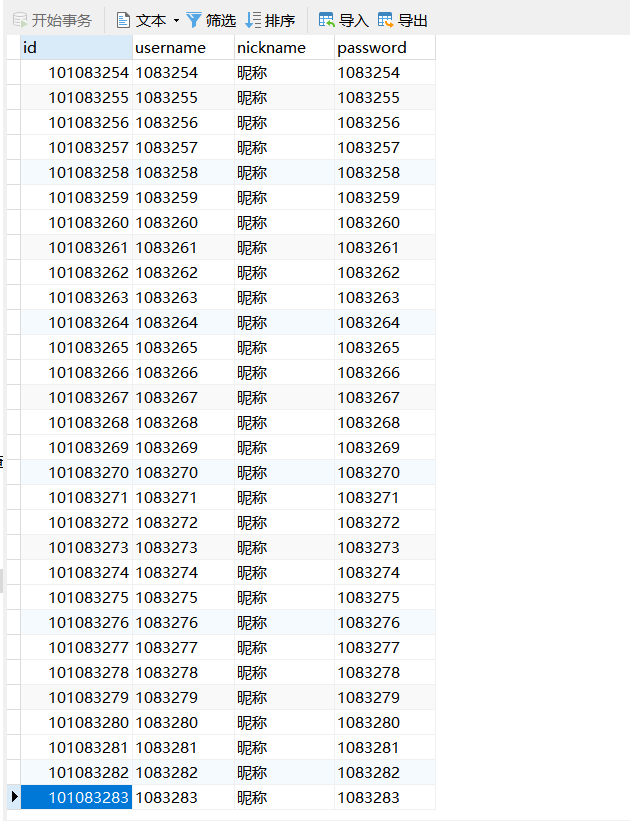 开始事务 文本 筛选 排序 导入 导出
id username nickname password
101083254 1083254 昵称 1083254
101083255 1083255 昵称 1083255
101083256 1083256 昵称 1083256
101083257 1083257 昵称 1083257
101083258 1083258 昵称 1083258
101083259 1083259 昵称 1083259
101083260 1083260 昵称 1083260
101083261 1083261 昵称 1083261
101083262 1083262 昵称 1083262
101083263 1083263 昵称 1083263
101083264 1083264 昵称 1083264
101083265 1083265 昵称 1083265
101083266 1083266 昵称 1083266
101083267 1083267 昵称 1083267
101083268 1083268 昵称 1083268
101083269 1083269 昵称 1083269
101083270 1083270 昵称 1083270
101083271 1083271 昵称 1083271
101083272 1083272 昵称 1083272
101083273 1083273 昵称 1083273
101083274 1083274 昵称 1083274
101083275 1083275 昵称 1083275
101083276 1083276 昵称 1083276
101083277 1083277 昵称 1083277
101083278 1083278 昵称 1083278
101083279 1083279 昵称 1083279
101083280 1083280 昵称 1083280
101083281 1083281 昵称 1083281
101083282 1083282 昵称 1083282
101083283 1083283 昵称 1083283